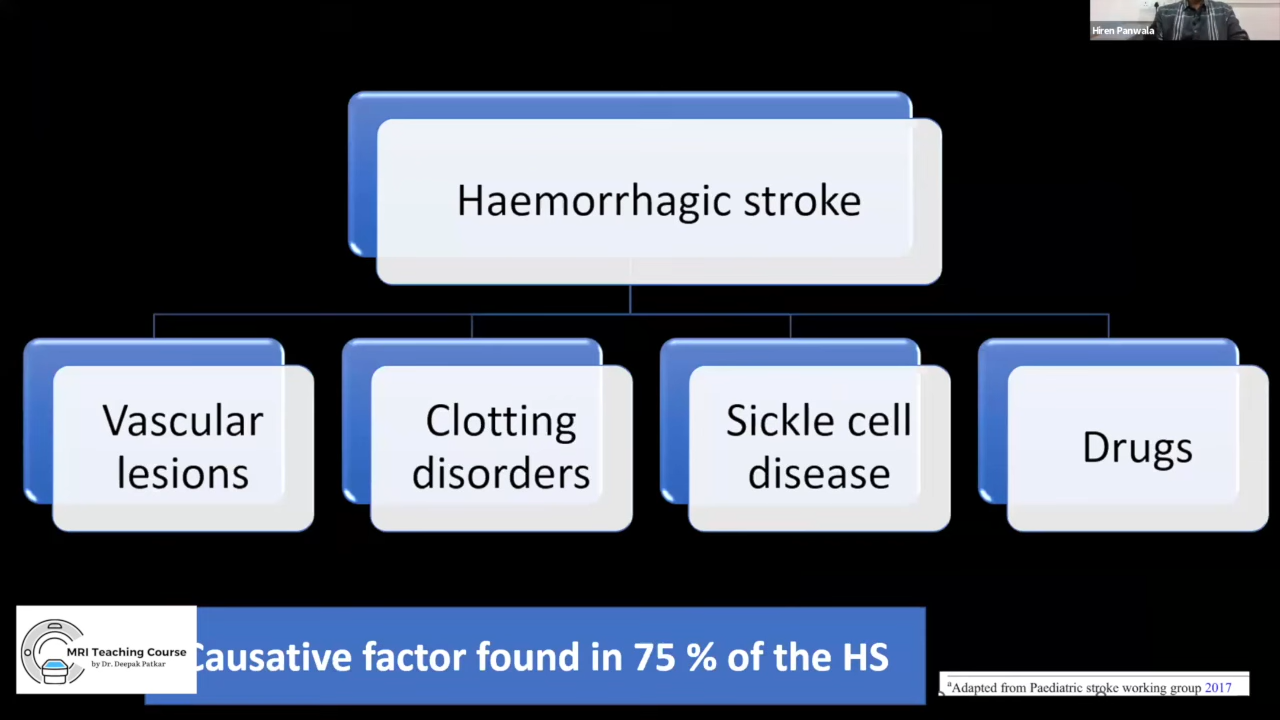 Hiren Panwala
Haemorrhagic stroke
Vascular
lesions
Clotting
disorders
Sickle cell
disease
Drugs
MRI Teaching Course
by Dr. Deepak Patkar
Causative factor found in 75 % of the HS
ᵃAdapted from Paediatric stroke working group 2017